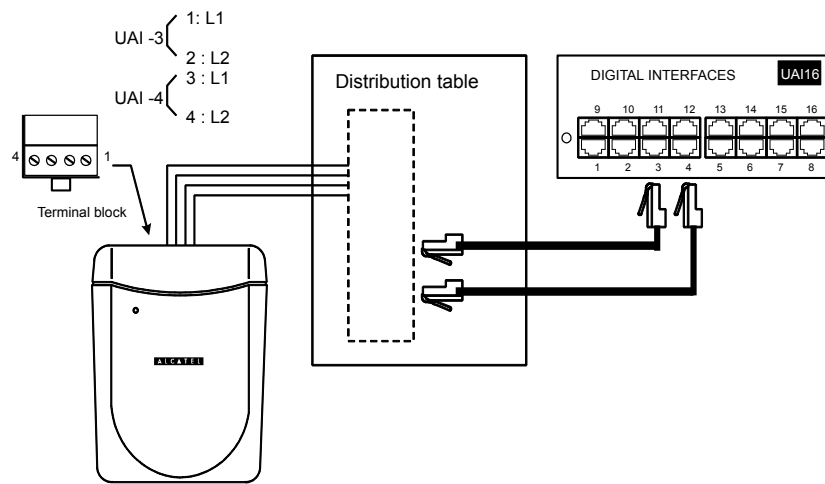 1: L1
UAI -3
2 : L2
3 : L1
UAI -4
4 : L2
4
1
Terminal block
ALCATEL
Distribution table
DIGITAL INTERFACES
UAI16
9 10 11 12 13 14 15 16
1 2 3 4 5 6 7 8